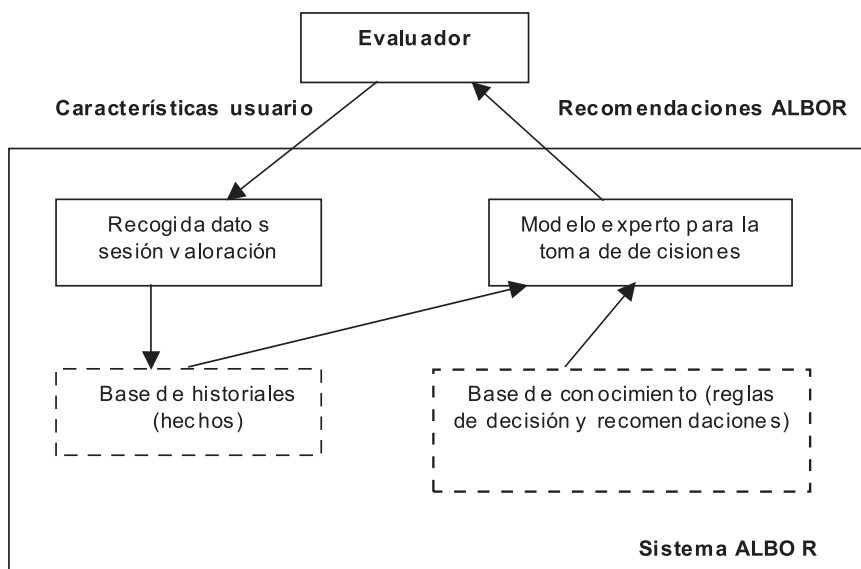 Evaluador
Características usuario
Recomendaciones ALBOR
Recogida datos
sesión valoración
Modelo experto para la
toma de decisiones
Base de historiales
(hechos)
Base de conocimiento (reglas
de decisión y recomendaciones)
Sistema ALBOR